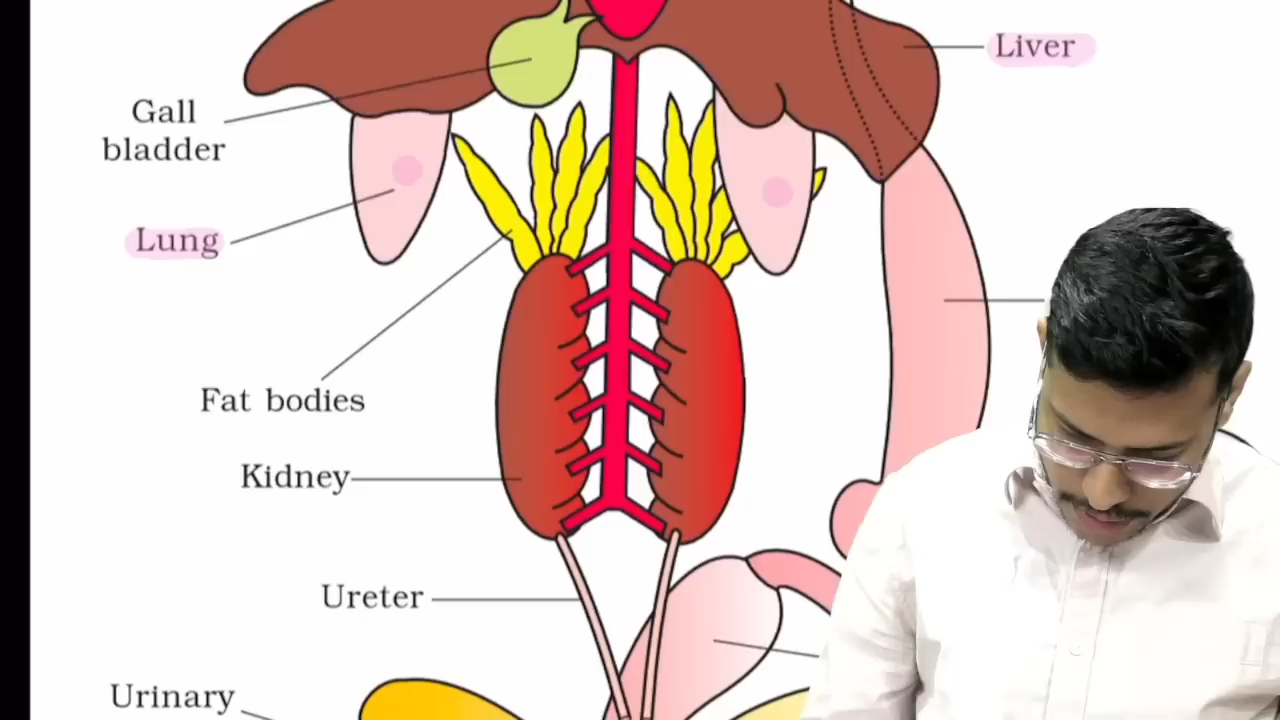 Liver
Gall
bladder
Lung
Fat bodies
Kidney
Ureter
Urinary